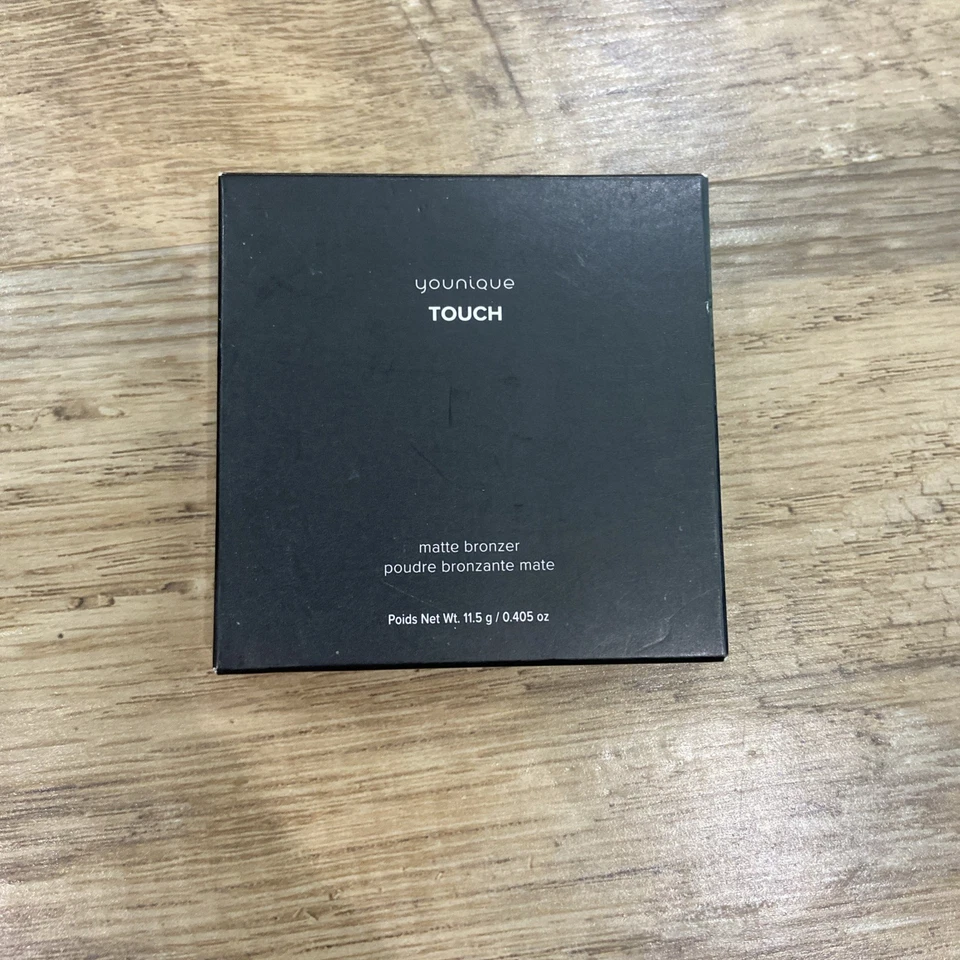 younique
TOUCH
matte bronzer
poudre bronzante mate
Poids Net Wt. 11.5 g / 0.405 oz